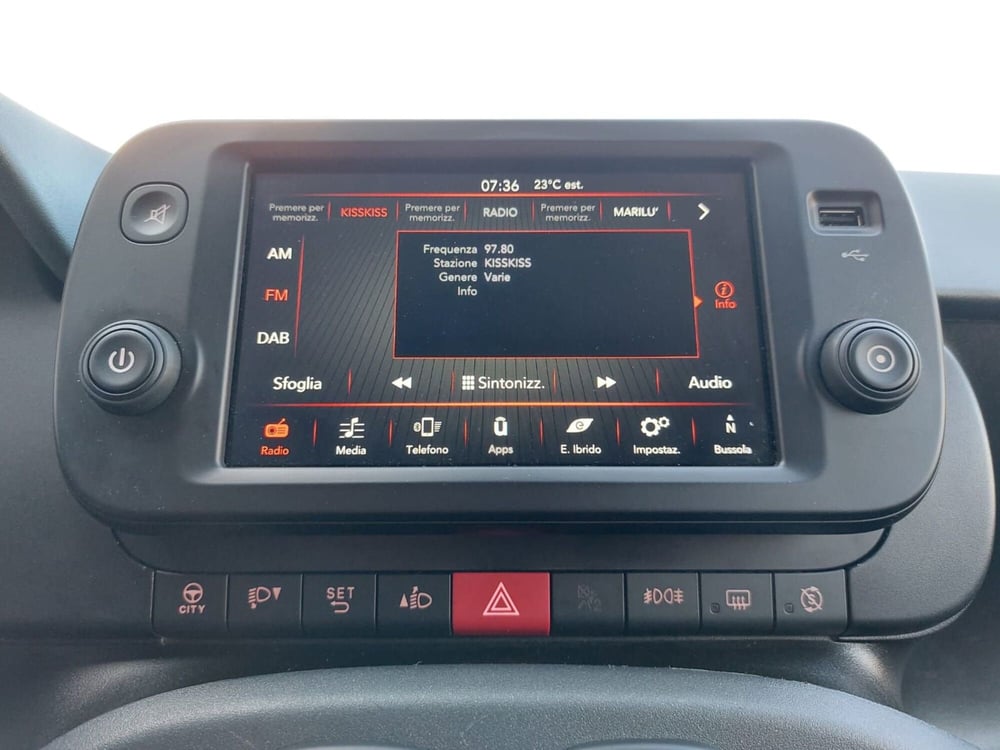 07:36 23°C est.
Premere per memorizz. KISSKISS Premere per memorizz. RADIO Premere per memorizz. MARILU'
AM
FM
DAB
Frequenza 97.80
Stazione KISSKISS
Genere Varie
Info
Info
Sfoglia Sintonizz. Audio
Radio Media Telefono Apps E. Ibrido Impostaz. N Bussola
CITY SET